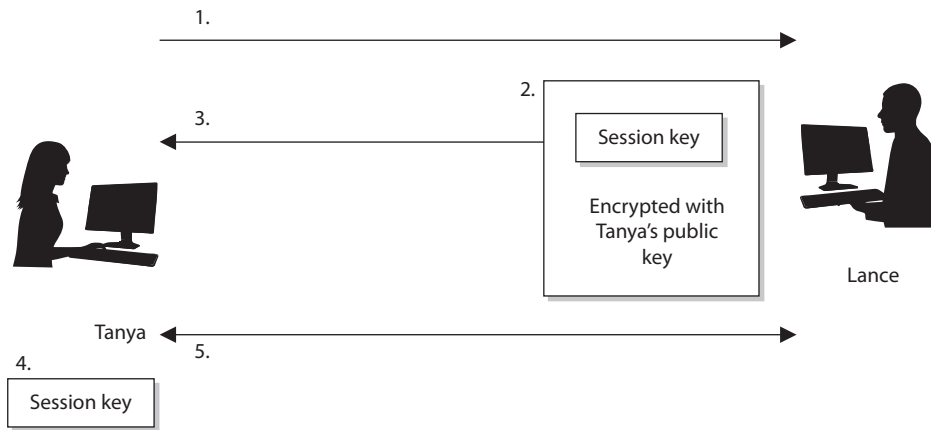 1.
2.
3.
Session key
Encrypted with
Tanya's public
key
Lance
Tanya
5.
4.
Session key